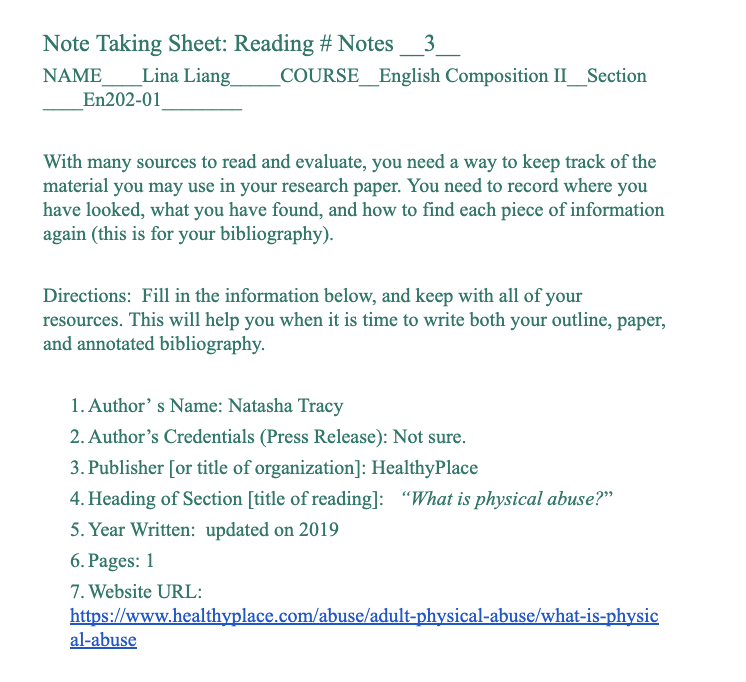 Note Taking Sheet: Reading # Notes __3__
NAME____Lina Liang_____COURSE__English Composition II__Section
____En202-01________
With many sources to read and evaluate, you need a way to keep track of the
material you may use in your research paper. You need to record where you
have looked, what you have found, and how to find each piece of information
again (this is for your bibliography).
Directions:  Fill in the information below, and keep with all of your
resources. This will help you when it is time to write both your outline, paper,
and annotated bibliography.
1. Author’ s Name: Natasha Tracy
2. Author’s Credentials (Press Release): Not sure.
3. Publisher [or title of organization]: HealthyPlace
4. Heading of Section [title of reading]:   “What is physical abuse?”
5. Year Written:  updated on 2019
6. Pages: 1
7. Website URL:
https://www.healthyplace.com/abuse/adult-physical-abuse/what-is-physic
al-abuse